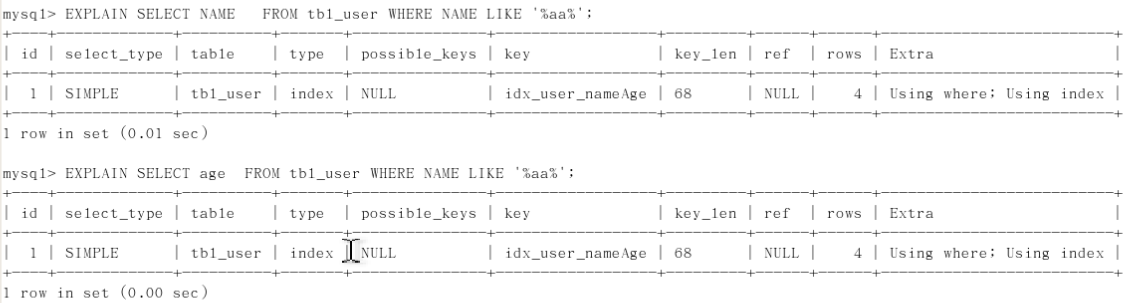 mysql> EXPLAIN SELECT NAME   FROM tbl_user WHERE NAME LIKE '%aa%';
+----+-------------+----------+-------+---------------+------------------+---------+------+------+--------------------------+
| id | select_type | table    | type  | possible_keys | key              | key_len | ref  | rows | Extra                    |
+----+-------------+----------+-------+---------------+------------------+---------+------+------+--------------------------+
|  1 | SIMPLE      | tbl_user | index | NULL          | idx_user_nameAge | 68      | NULL |    4 | Using where; Using index |
+----+-------------+----------+-------+---------------+------------------+---------+------+------+--------------------------+
1 row in set (0.01 sec)

mysql> EXPLAIN SELECT age  FROM tbl_user WHERE NAME LIKE '%aa%';
+----+-------------+----------+-------+---------------+------------------+---------+------+------+--------------------------+
| id | select_type | table    | type  | possible_keys | key              | key_len | ref  | rows | Extra                    |
+----+-------------+----------+-------+---------------+------------------+---------+------+------+--------------------------+
|  1 | SIMPLE      | tbl_user | index | NULL          | idx_user_nameAge | 68      | NULL |    4 | Using where; Using index |
+----+-------------+----------+-------+---------------+------------------+---------+------+------+--------------------------+
1 row in set (0.00 sec)